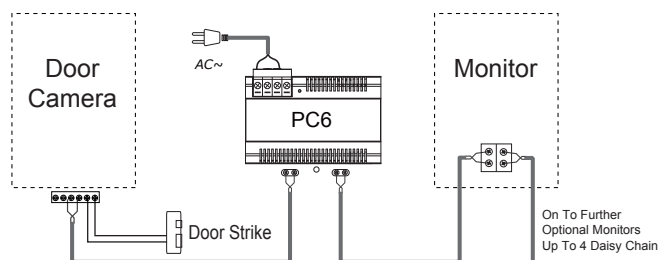 Door
Camera
AC~
PC6
Monitor
Door Strike
On To Further
Optional Monitors
Up To 4 Daisy Chain